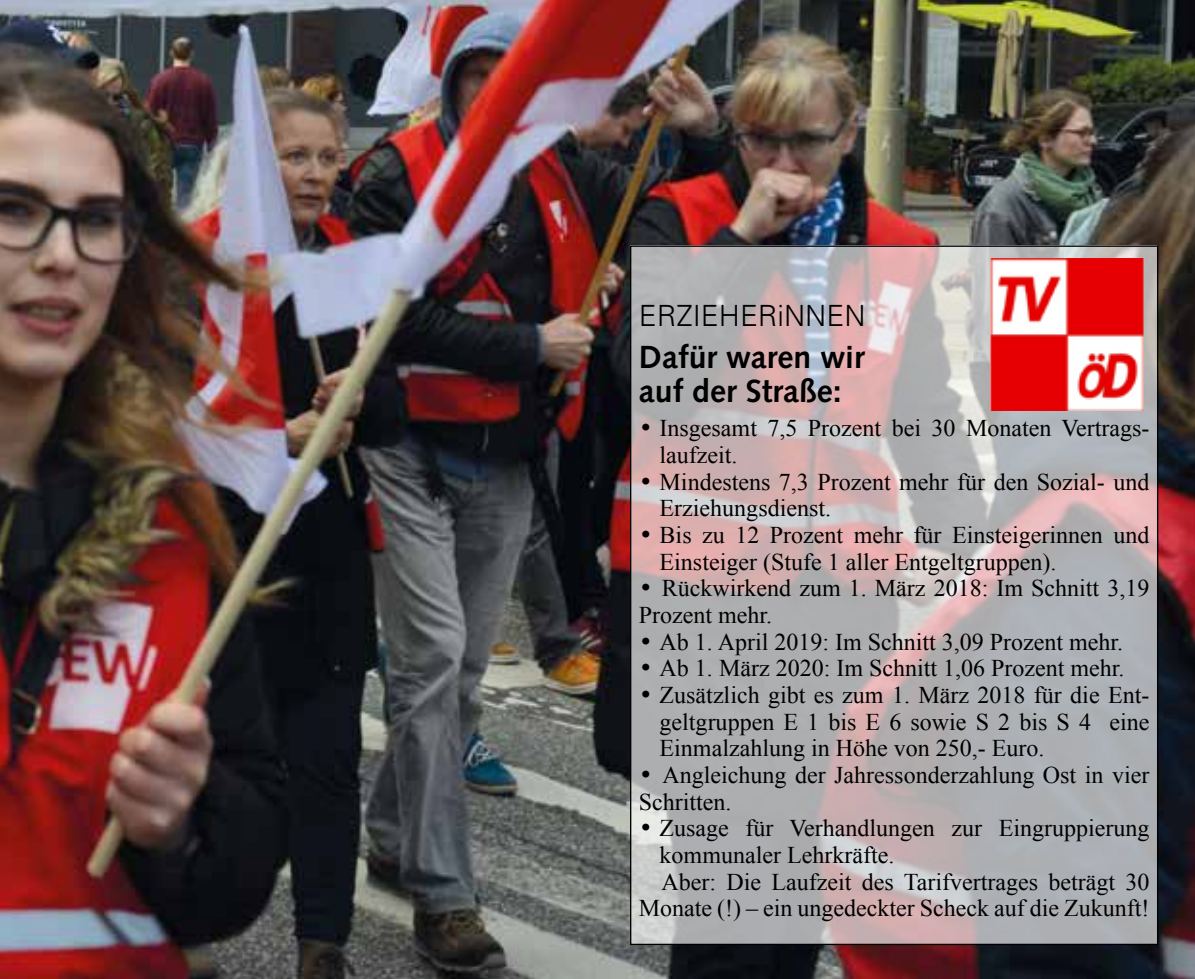 ERZIEHERiNNEN
Dafür waren wir
auf der Straße:
TV
öD
• Insgesamt 7,5 Prozent bei 30 Monaten Vertrags-
laufzeit.
• Mindestens 7,3 Prozent mehr für den Sozial- und
Erziehungsdienst.
• Bis zu 12 Prozent mehr für Einsteigerinnen und
Einsteiger (Stufe 1 aller Entgeltgruppen).
• Rückwirkend zum 1. März 2018: Im Schnitt 3,19
Prozent mehr.
• Ab 1. April 2019: Im Schnitt 3,09 Prozent mehr.
• Ab 1. März 2020: Im Schnitt 1,06 Prozent mehr.
• Zusätzlich gibt es zum 1. März 2018 für die Ent-
geltgruppen E 1 bis E 6 sowie S 2 bis S 4 eine
Einmalzahlung in Höhe von 250,- Euro.
• Angleichung der Jahressonderzahlung Ost in vier
Schritten.
• Zusage für Verhandlungen zur Eingruppierung
kommunaler Lehrkräfte.
Aber: Die Laufzeit des Tarifvertrages beträgt 30
Monate (!) – ein ungedeckter Scheck auf die Zukunft!
EW